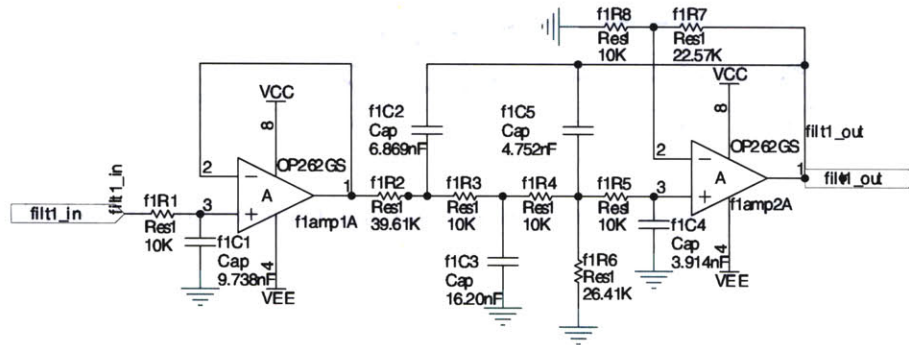 f1R8
Res1
10K
f1R7
Res1
22.57K
VCC
8
f1C2
Cap
6.869nF
f1C5
Cap
4.752nF
VCC
8
filt1_out
2
OP262GS
A
1
2
OP262GS
A
1
filt1_out
filt1_in
filt1_in
f1R1
Res1
10K
3
f1amp1A
f1R2
Res1
39.61K
f1R3
Res1
10K
f1R4
Res1
10K
f1R5
Res1
10K
3
f1amp2A
f1C1
Cap
9.738nF
4
VEE
f1C3
Cap
16.20nF
f1R6
Res1
26.41K
f1C4
Cap
3.914nF
4
VEE